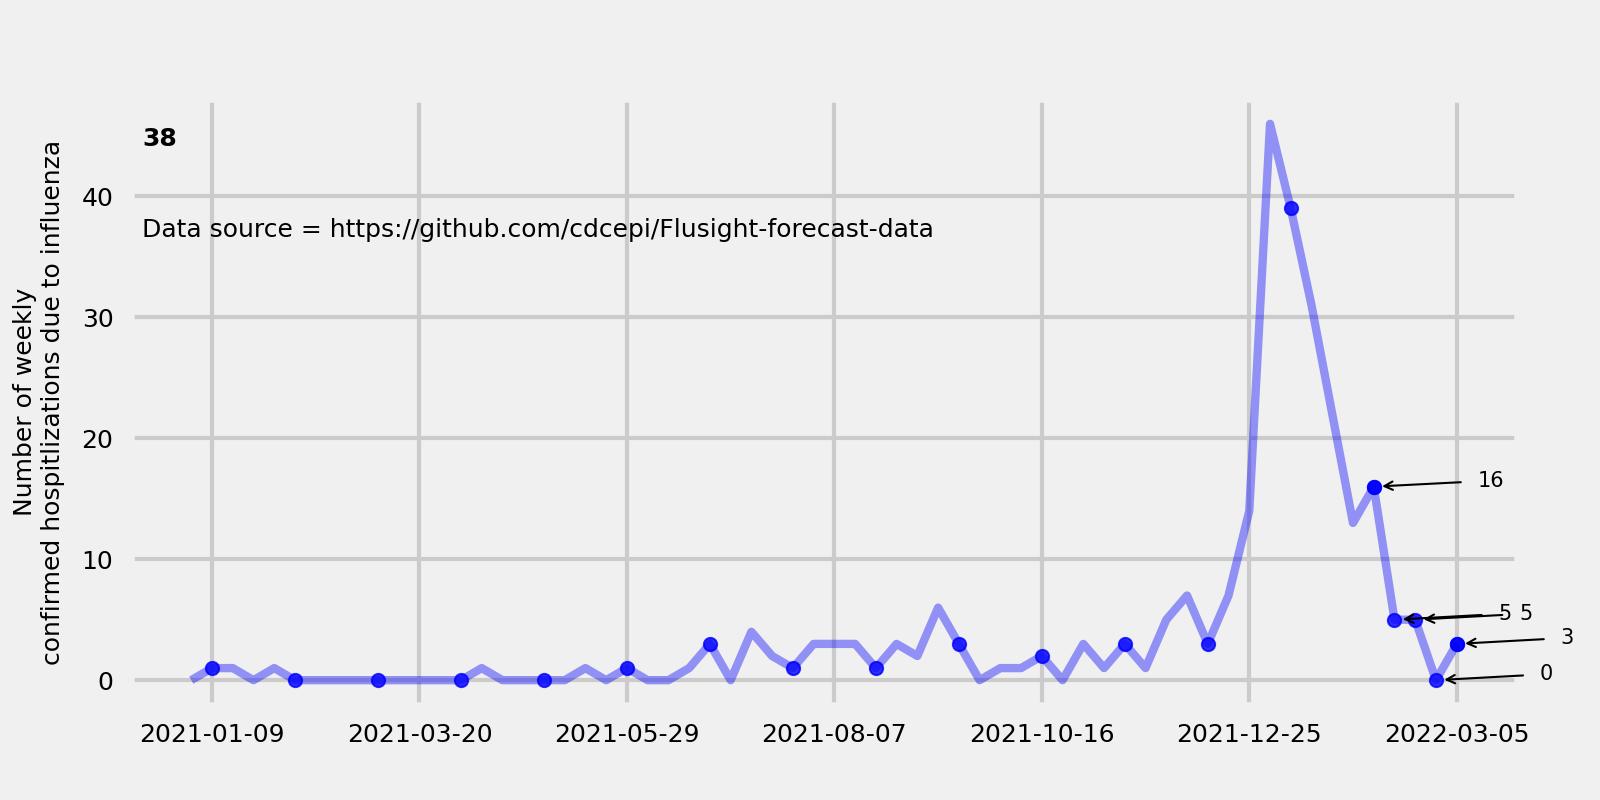 38
Data source = https://github.com/cdcepi/Flusight-forecast-data
Number of weekly
confirmed hospitlizations due to influenza
40
30
20
10
0
16
5 5
3
0
2021-01-09 2021-03-20 2021-05-29 2021-08-07 2021-10-16 2021-12-25 2022-03-05